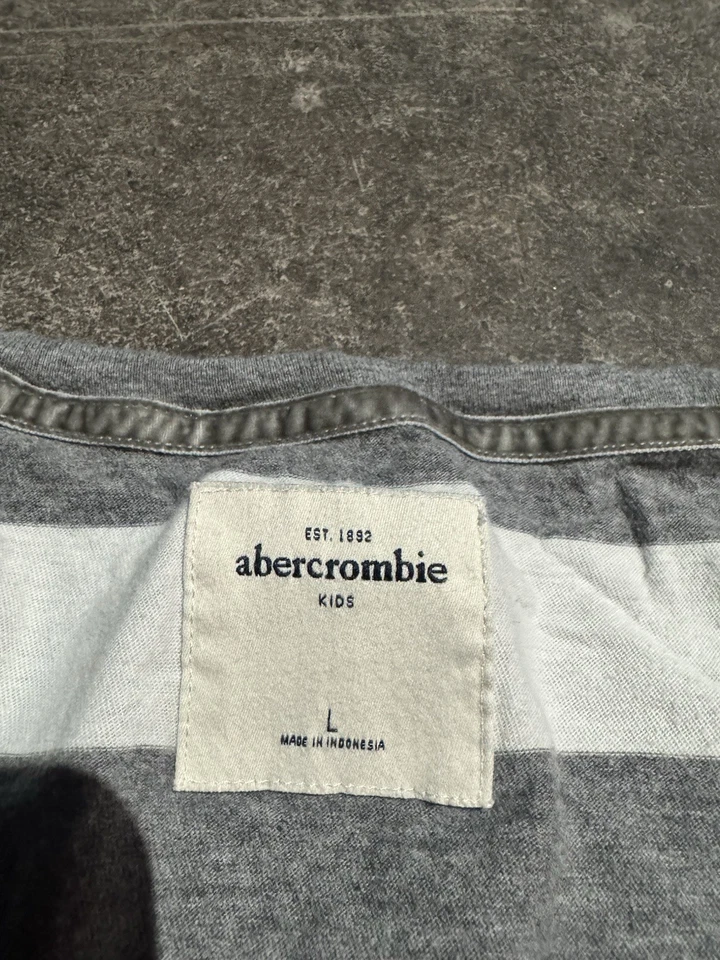 EST. 1892
abercrombie
KIDS
L
MADE IN INDONESIA